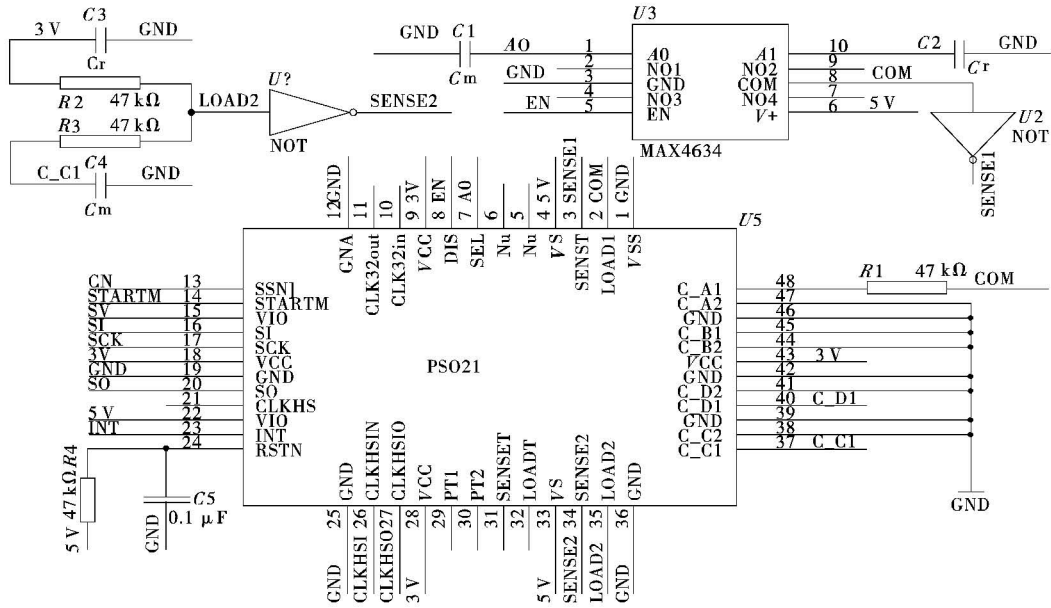 C3
3 V
GND
Cr
R2
47 kΩ
R3
47 kΩ
LOAD2
C_C1
C4
GND
Cm
U?
SENSE2
NOT
GND
C1
Cm
A0
1
2
GND
3
4
EN
5
U3
A0
NO1
GND
NO3
EN
A1
NO2
COM
NO4
V+
MAX4634
10
9
8
COM
7
6
5 V
C2
GND
Cr
U2
NOT
SENSE1
12 GND
11
10
9 3V
8 EN
7 A0
6
5
4 5 V
3 SENSE1
2 COM
1 GND
U5
GNA
CLK32out
CLK32in
VCC
DIS
SEL
Nu
Nu
VS
SENST
LOAD1
VSS
CN 13 SSN
STARTM 14 STARTM
SV 15 VIO
SI 16 SI
SCK 17 SCK
3V 18 VCC
GND 19 GND
SO 20 SO
21 CLKHS
5 V 22 VIO
INT 23 INT
24 RSTN
PSO21
C_A1 48
C_A2 47
GND 46
C_B1 45
C_B2 44
VCC 43 3 V
GND 42
C_D2 41
C_D1 40 C_D1
GND 39
C_C2 38
C_C1 37 C_C1
R1
47 kΩ
COM
GND
5 V 47 kΩ R4
C5
0.1 μF
GND
GND
CLKHSIN
CLKHSIO
VCC
PT1
PT2
SENSET
LOADT
VS
SENSE2
LOAD2
GND
25
26
27
28
29
30
31
32
33
34
35
36
GND
CLKHSI
CLKHSO
3 V
5 V
SENSE2
LOAD2
GND